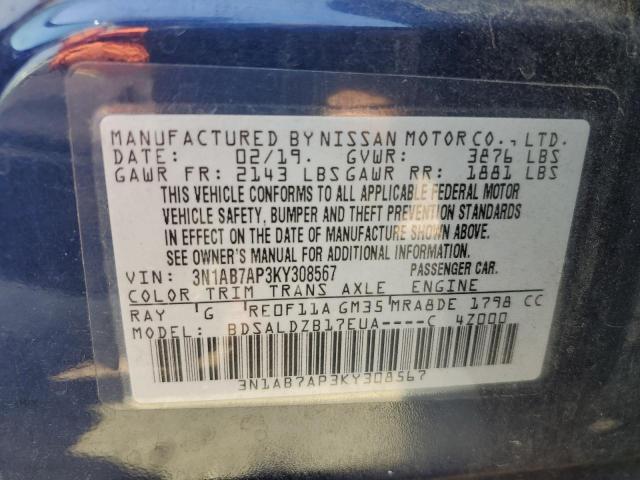 MANUFACTURED BY NISSAN MOTOR CO., LTD.
DATE: 02/19. GVWR: 3876 LBS
GAWR FR: 2143 LBS GAWR RR: 1881 LBS
THIS VEHICLE CONFORMS TO ALL APPLICABLE FEDERAL MOTOR
VEHICLE SAFETY, BUMPER AND THEFT PREVENTION STANDARDS
IN EFFECT ON THE DATE OF MANUFACTURE SHOWN ABOVE.
SEE OWNER'S MANUAL FOR ADDITIONAL INFORMATION.
VIN: 3N1AB7AP3KY308567 PASSENGER CAR.
COLOR TRIM TRANS AXLE ENGINE
RAY G RE0F11A GM35 MRA8DE 1798 CC
MODEL: BDSALDZB17EUA----C 4Z000
3N1AB7AP3KY308567